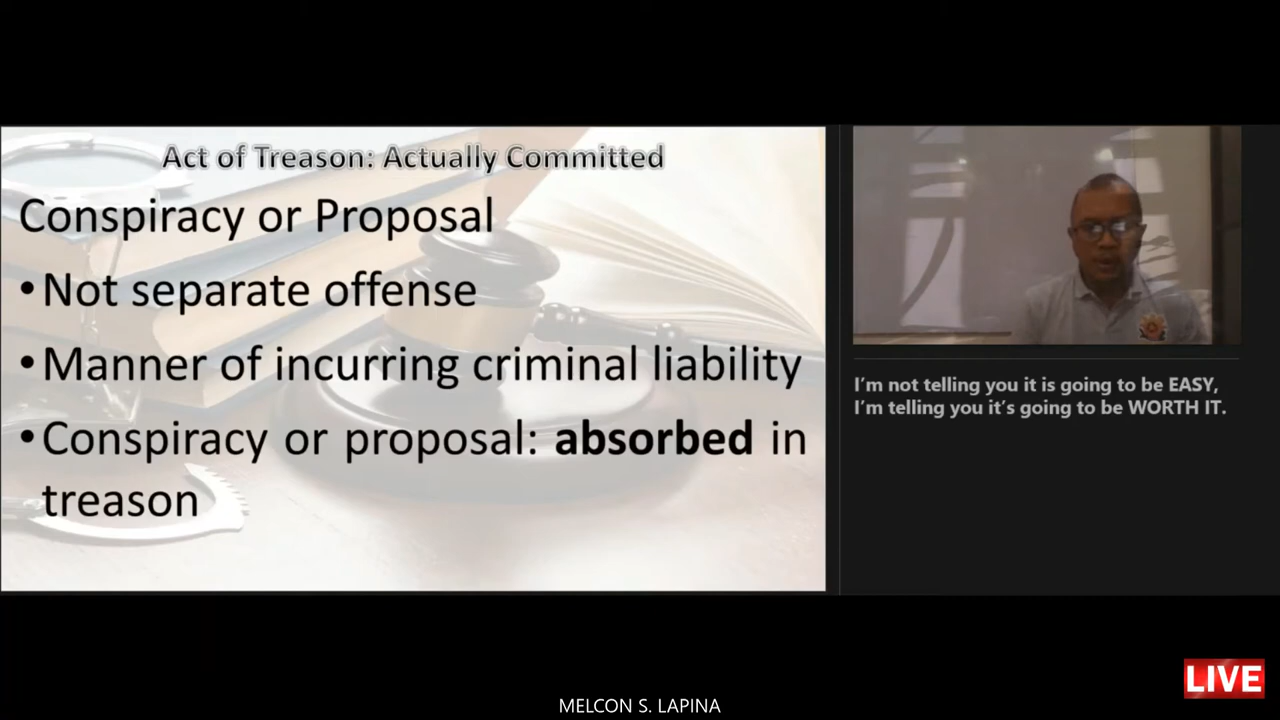 Act of Treason: Actually Committed
Conspiracy or Proposal
•Not separate offense
•Manner of incurring criminal liability
•Conspiracy or proposal: absorbed in
treason
I'm not telling you it is going to be EASY,
I'm telling you it's going to be WORTH IT.
LIVE
MELCON S. LAPINA